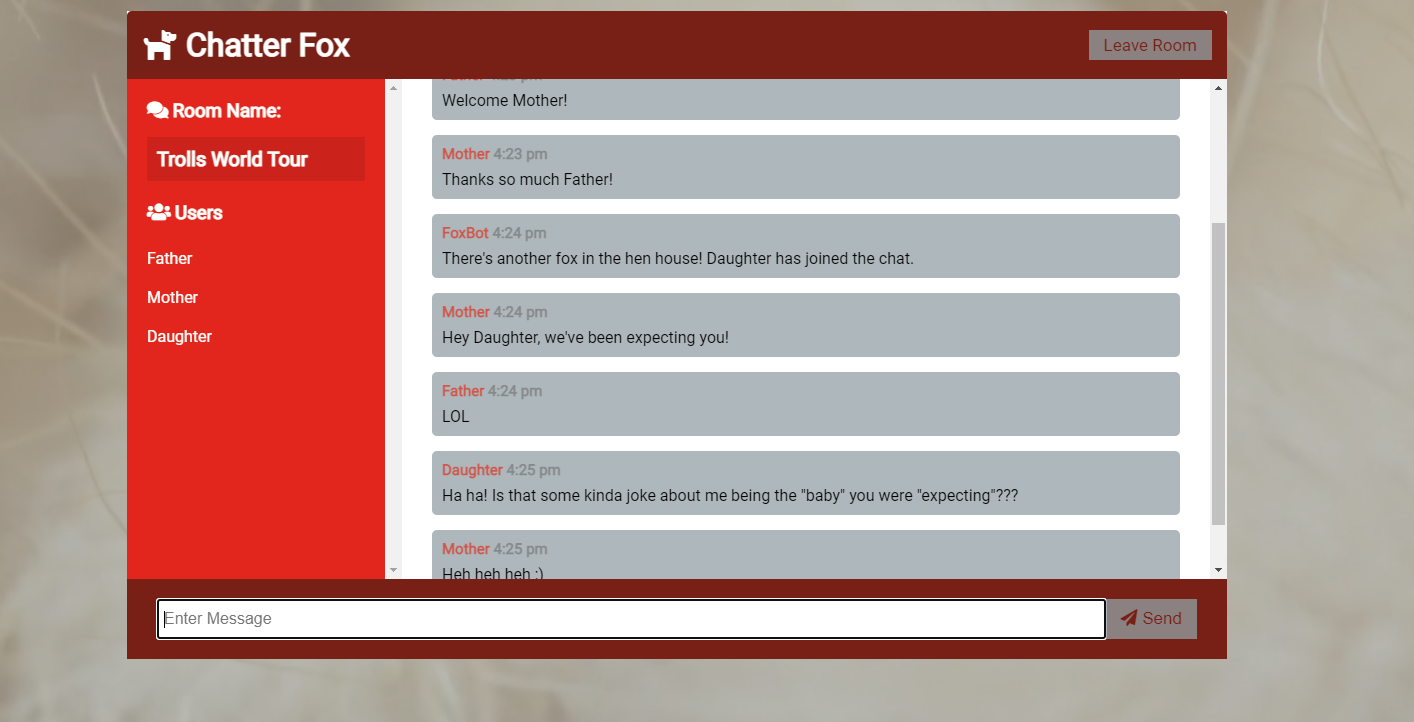 Chatter Fox
Leave Room
Room Name:
Trolls World Tour
Users
Father
Mother
Daughter
Welcome Mother!
Mother 4:23 pm
Thanks so much Father!
FoxBot 4:24 pm
There's another fox in the hen house! Daughter has joined the chat.
Mother 4:24 pm
Hey Daughter, we've been expecting you!
Father 4:24 pm
LOL
Daughter 4:25 pm
Ha ha! Is that some kinda joke about me being the "baby" you were "expecting"???
Mother 4:25 pm
Heh heh heh :)
Enter Message
Send